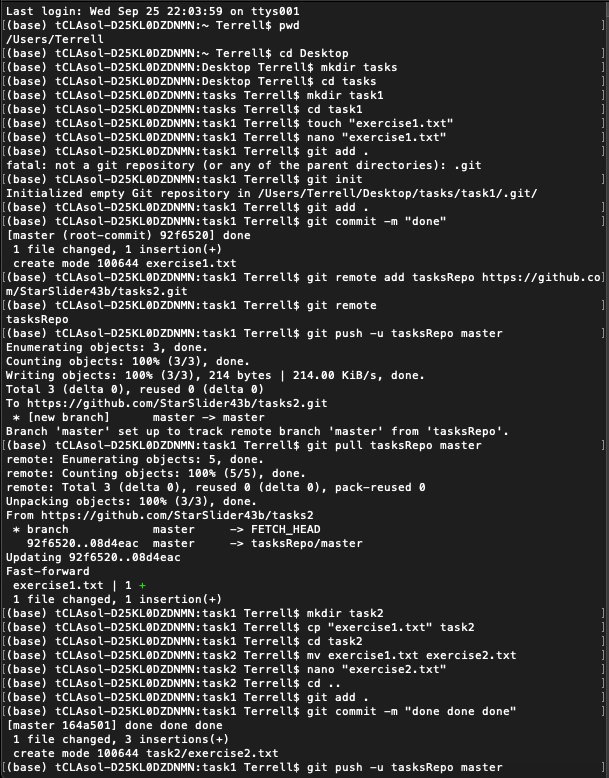 Last login: Wed Sep 25 22:03:59 on ttys001
[(base) tCLAsol-D25KL0DZDNMN:~ Terrell$ pwd ]
/Users/Terrell
[(base) tCLAsol-D25KL0DZDNMN:~ Terrell$ cd Desktop ]
[(base) tCLAsol-D25KL0DZDNMN:Desktop Terrell$ mkdir tasks ]
[(base) tCLAsol-D25KL0DZDNMN:Desktop Terrell$ cd tasks ]
[(base) tCLAsol-D25KL0DZDNMN:tasks Terrell$ mkdir task1 ]
[(base) tCLAsol-D25KL0DZDNMN:tasks Terrell$ cd task1 ]
[(base) tCLAsol-D25KL0DZDNMN:task1 Terrell$ touch "exercise1.txt" ]
[(base) tCLAsol-D25KL0DZDNMN:task1 Terrell$ nano "exercise1.txt" ]
[(base) tCLAsol-D25KL0DZDNMN:task1 Terrell$ git add . ]
fatal: not a git repository (or any of the parent directories): .git
[(base) tCLAsol-D25KL0DZDNMN:task1 Terrell$ git init ]
Initialized empty Git repository in /Users/Terrell/Desktop/tasks/task1/.git/
[(base) tCLAsol-D25KL0DZDNMN:task1 Terrell$ git add . ]
[(base) tCLAsol-D25KL0DZDNMN:task1 Terrell$ git commit -m "done" ]
[master (root-commit) 92f6520] done
 1 file changed, 1 insertion(+)
 create mode 100644 exercise1.txt
[(base) tCLAsol-D25KL0DZDNMN:task1 Terrell$ git remote add tasksRepo https://github.co]
m/StarSlider43b/tasks2.git
[(base) tCLAsol-D25KL0DZDNMN:task1 Terrell$ git remote ]
tasksRepo
[(base) tCLAsol-D25KL0DZDNMN:task1 Terrell$ git push -u tasksRepo master ]
Enumerating objects: 3, done.
Counting objects: 100% (3/3), done.
Writing objects: 100% (3/3), 214 bytes | 214.00 KiB/s, done.
Total 3 (delta 0), reused 0 (delta 0)
To https://github.com/StarSlider43b/tasks2.git
 * [new branch]      master -> master
Branch 'master' set up to track remote branch 'master' from 'tasksRepo'.
[(base) tCLAsol-D25KL0DZDNMN:task1 Terrell$ git pull tasksRepo master ]
remote: Enumerating objects: 5, done.
remote: Counting objects: 100% (5/5), done.
remote: Total 3 (delta 0), reused 0 (delta 0), pack-reused 0
Unpacking objects: 100% (3/3), done.
From https://github.com/StarSlider43b/tasks2
 * branch            master     -> FETCH_HEAD
   92f6520..08d4eac  master     -> tasksRepo/master
Updating 92f6520..08d4eac
Fast-forward
 exercise1.txt | 1 +
 1 file changed, 1 insertion(+)
[(base) tCLAsol-D25KL0DZDNMN:task1 Terrell$ mkdir task2 ]
[(base) tCLAsol-D25KL0DZDNMN:task1 Terrell$ cp "exercise1.txt" task2 ]
[(base) tCLAsol-D25KL0DZDNMN:task1 Terrell$ cd task2 ]
[(base) tCLAsol-D25KL0DZDNMN:task2 Terrell$ mv exercise1.txt exercise2.txt ]
[(base) tCLAsol-D25KL0DZDNMN:task2 Terrell$ nano "exercise2.txt" ]
[(base) tCLAsol-D25KL0DZDNMN:task2 Terrell$ cd .. ]
[(base) tCLAsol-D25KL0DZDNMN:task1 Terrell$ git add . ]
[(base) tCLAsol-D25KL0DZDNMN:task1 Terrell$ git commit -m "done done done" ]
[master 164a501] done done done
 1 file changed, 3 insertions(+)
 create mode 100644 task2/exercise2.txt
[(base) tCLAsol-D25KL0DZDNMN:task1 Terrell$ git push -u tasksRepo master ]